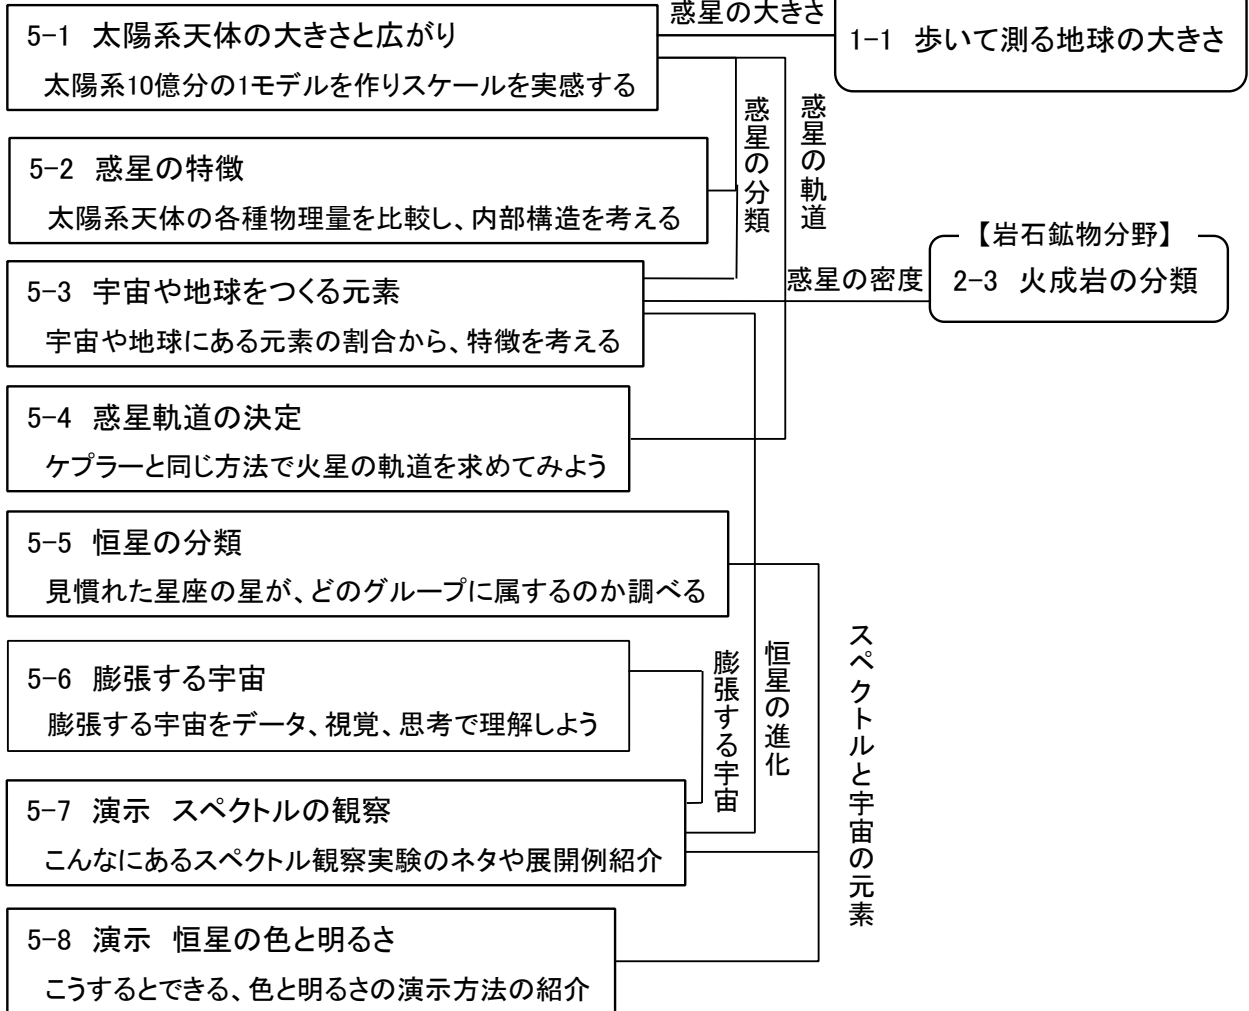 5-1 太陽系天体の大きさと広がり
太陽系10億分の1モデルを作りスケールを実感する
惑星の大きさ
1-1 歩いて測る地球の大きさ
惑星の分類
惑星の軌道
5-2 惑星の特徴
太陽系天体の各種物理量を比較し、内部構造を考える
【岩石鉱物分野】
2-3 火成岩の分類
惑星の密度
5-3 宇宙や地球をつくる元素
宇宙や地球にある元素の割合から、特徴を考える
5-4 惑星軌道の決定
ケプラーと同じ方法で火星の軌道を求めてみよう
5-5 恒星の分類
見慣れた星座の星が、どのグループに属するのか調べる
5-6 膨張する宇宙
膨張する宇宙をデータ、視覚、思考で理解しよう
膨張する宇宙
恒星の進化
スペクトルと宇宙の元素
5-7 演示 スペクトルの観察
こんなにあるスペクトル観察実験のネタや展開例紹介
5-8 演示 恒星の色と明るさ
こうするとできる、色と明るさの演示方法の紹介